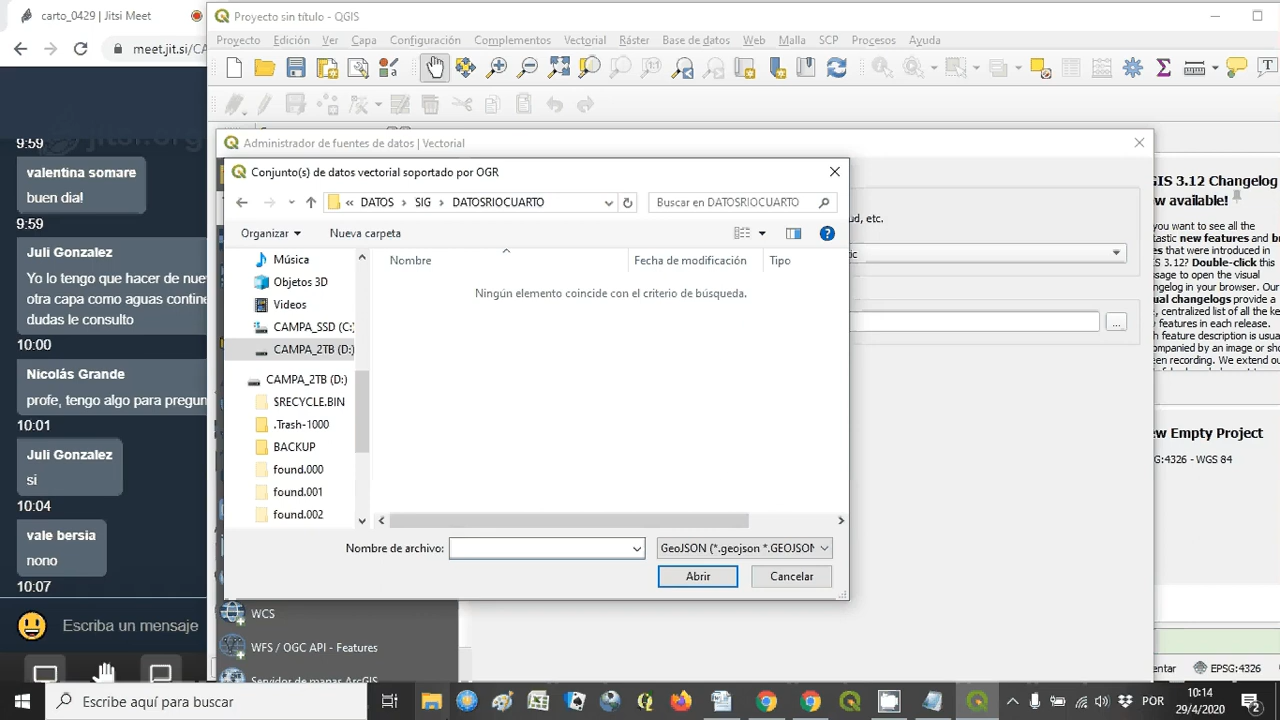 carto_0429 | Jitsi Meet
meet.jit.si/CA
jitsi.org
9:59
valentina somare
buen dia!
9:59
Juli Gonzalez
Yo lo tengo que hacer de nue
otra capa como aguas contine
dudas le consulto
10:00
Nicolás Grande
profe, tengo algo para pregun
10:01
Juli Gonzalez
si
10:04
vale bersia
nono
10:07
Escriba un mensaje
Proyecto sin título - QGIS
Proyecto Edición Ver Capa Configuración Complementos Vectorial Ráster Base de datos Web Malla SCP Procesos Ayuda
Administrador de fuentes de datos | Vectorial
Conjunto(s) de datos vectorial soportado por OGR
« DATOS > SIG > DATOSRIOCUARTO
Buscar en DATOSRIOCUARTO
Organizar Nueva carpeta
Nombre Fecha de modificación Tipo
Ningún elemento coincide con el criterio de búsqueda.
Música
Objetos 3D
Videos
CAMPA_SSD (C:)
CAMPA_2TB (D:)
CAMPA_2TB (D:)
$RECYCLE.BIN
.Trash-1000
BACKUP
found.000
found.001
found.002
Nombre de archivo:
GeoJSON (*.geojson *.GEOJSON
Abrir Cancelar
WCS
WFS / OGC API - Features
Servidor de mapas ArcGIS
ud, etc.
...
GIS 3.12 Changelog
ow available!
you want to see all the
tastic new features and b
es that were introduced in
IS 3.12? Double-click this
ssage to open the visual
ngelog in your browser. Our
ual changelogs provide a
e, centralized list of all the ke
features in each release.
h feature description is usua
ompanied by an image or sho
een recording. We extend ou
ew Empty Project
G:4326 - WGS 84
entar EPSG:4326
Escribe aquí para buscar
POR
10:14
29/4/2020
2